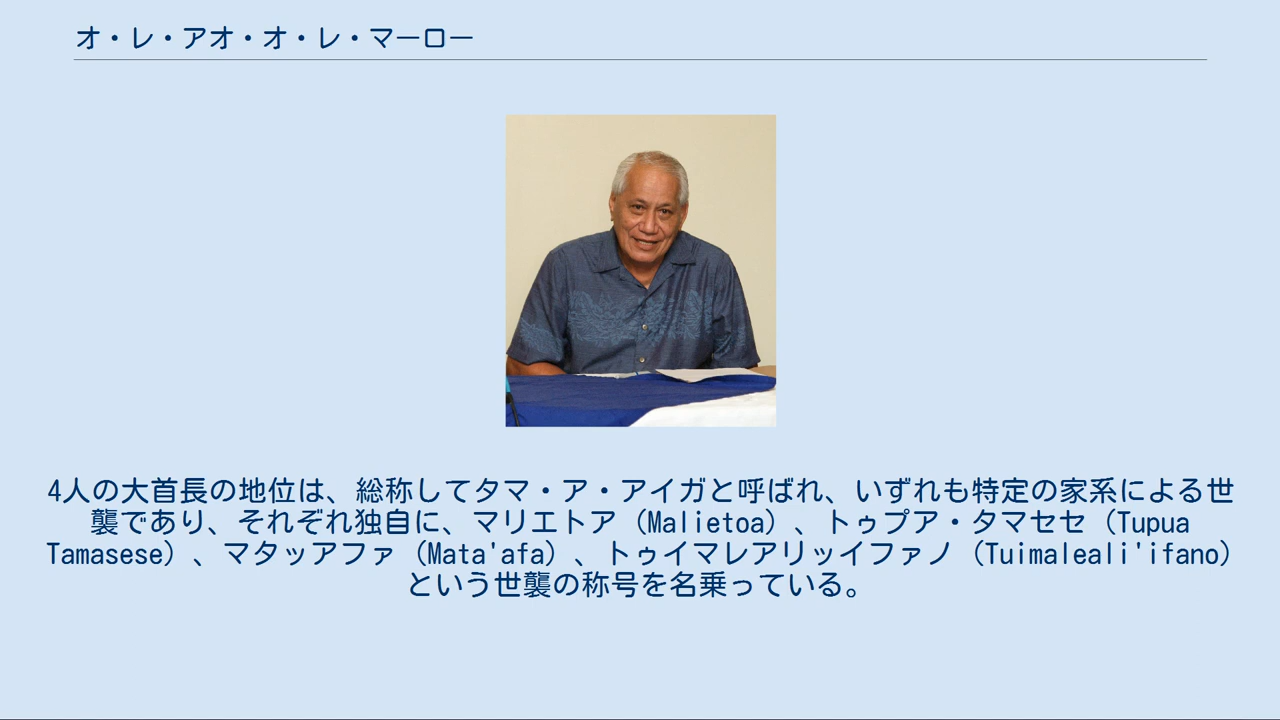 オ・レ・アオ・オ・レ・マーロー
4人の大首長の地位は、総称してタマ・ア・アイガと呼ばれ、いずれも特定の家系による世
襲であり、それぞれ独自に、マリエトア（Malietoa）、トゥプア・タマセセ（Tupua
Tamasese）、マタッアファ（Mata'afa）、トゥイマレアリッイファノ（Tuimaleali'ifano）
という世襲の称号を名乗っている。